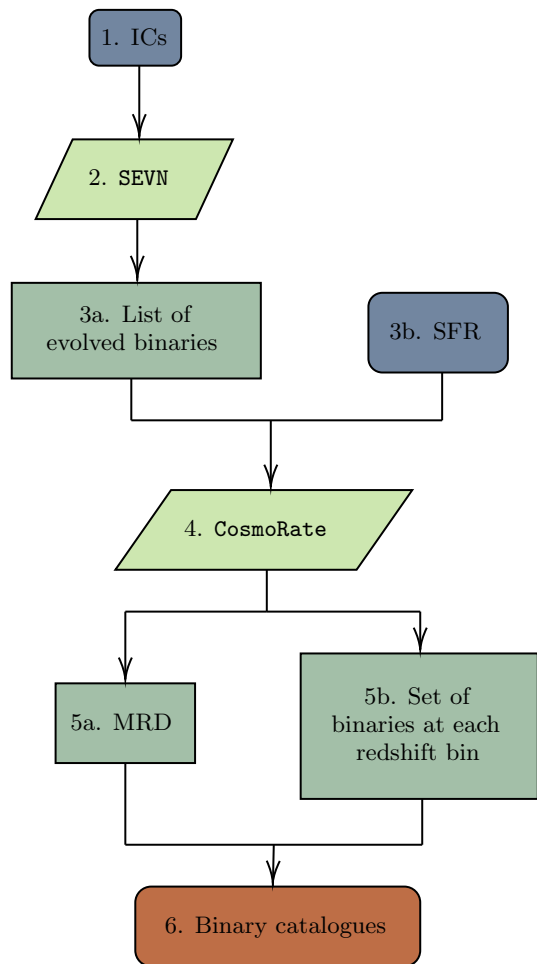 1. ICs
2. SEVN
3a. List of
evolved binaries
3b. SFR
4. CosmoRate
5a. MRD
5b. Set of
binaries at each
redshift bin
6. Binary catalogues